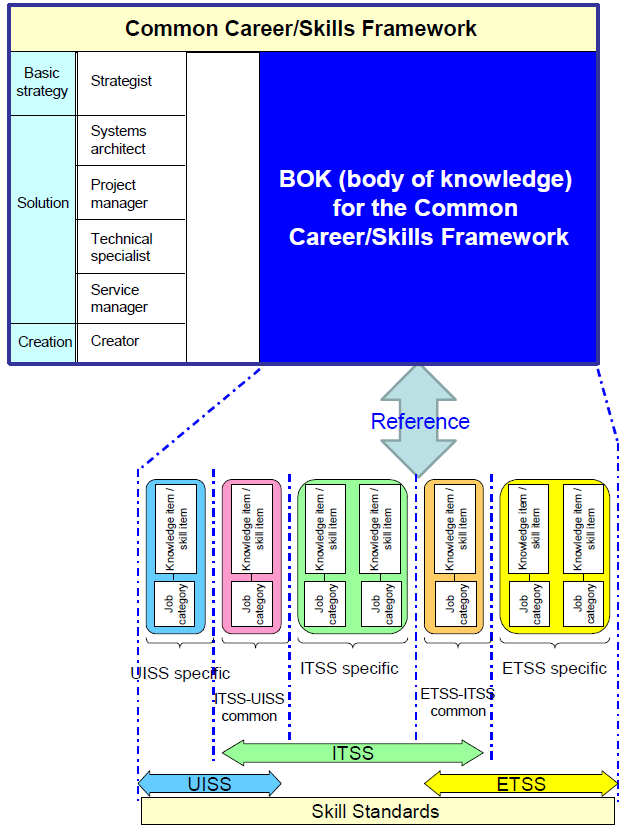 Common Career/Skills Framework
Basic
strategy
Strategist
Solution
Systems
architect
Project
manager
Technical
specialist
Service
manager
Creation
Creator
BOK (body of knowledge)
for the Common
Career/Skills Framework
Reference
Knowledge item /
skill item
Knowledge item /
skill item
Knowledge item /
skill item
Knowledge item /
skill item
Knowledge item /
skill item
Knowledge item /
skill item
Knowledge item /
skill item
Job
category
Job
category
Job
category
Job
category
Job
category
Job
category
Job
category
UISS specific
ITSS-UISS
common
ITSS specific
ETSS-ITSS
common
ETSS specific
ITSS
UISS
ETSS
Skill Standards